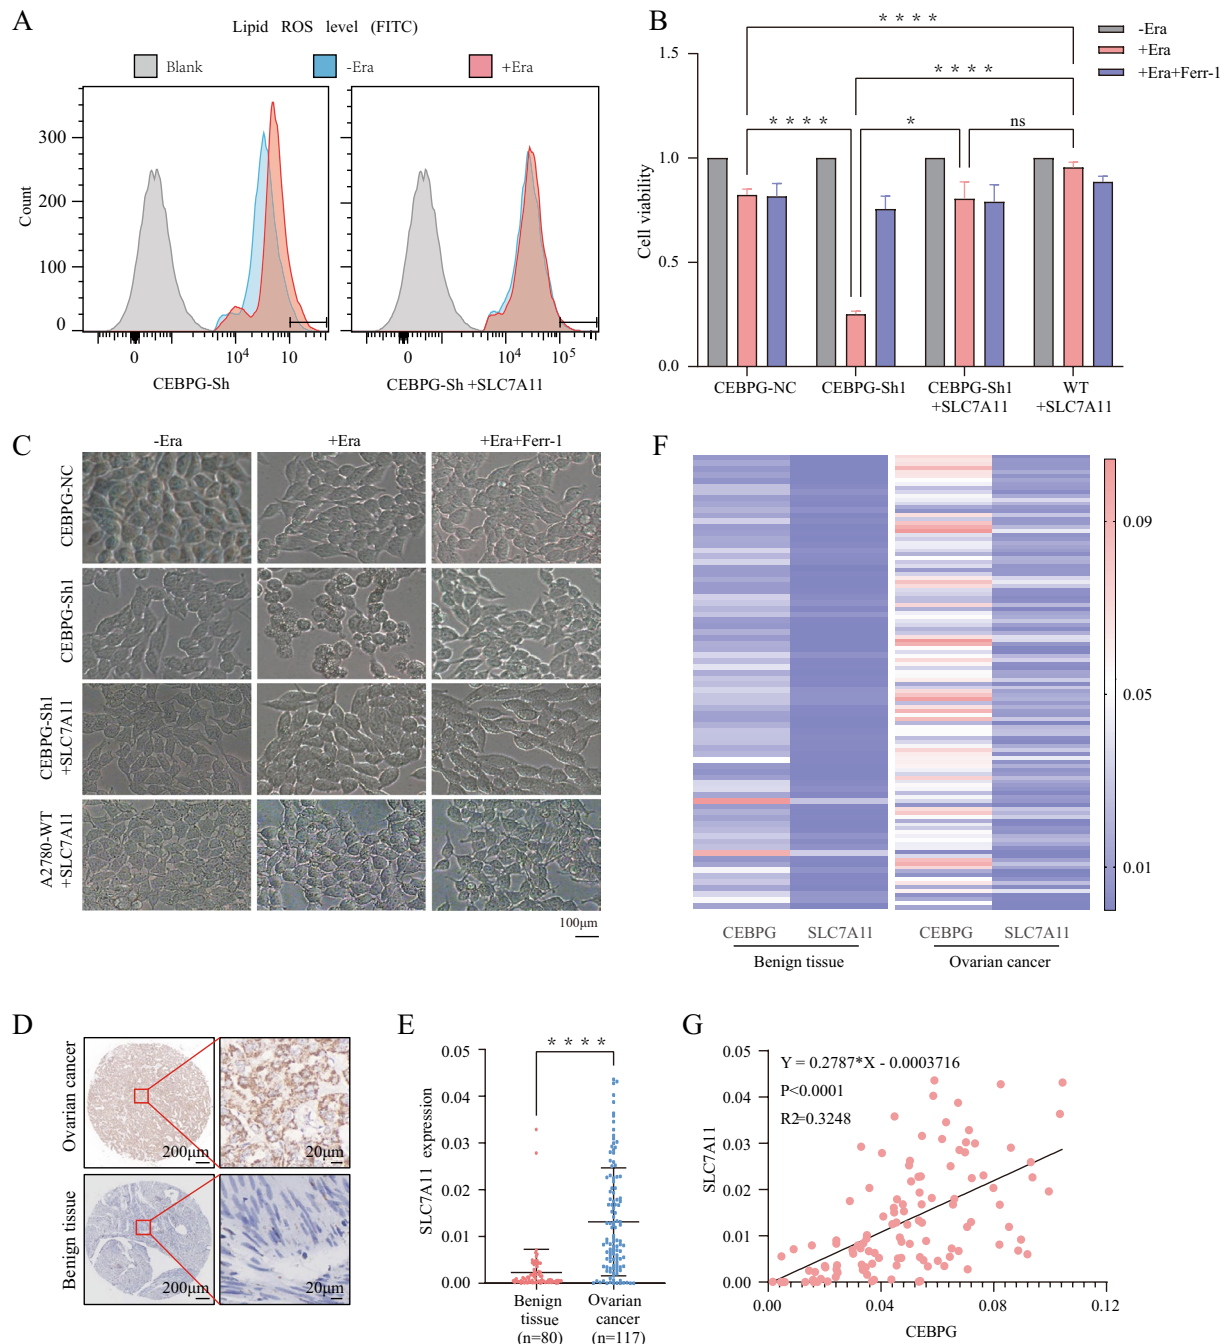 A
Lipid ROS level (FITC)
Blank
-Era
+Era
Count
300
200
100
0
0
10⁴
10
0
10⁴
10⁵
CEBPG-Sh
CEBPG-Sh +SLC7A11
B
****
****
****
*
ns
-Era
+Era
+Era+Ferr-1
Cell viability
1.5
1.0
0.5
0.0
CEBPG-NC
CEBPG-Sh1
CEBPG-Sh1
+SLC7A11
WT
+SLC7A11
C
-Era
+Era
+Era+Ferr-1
CEBPG-NC
CEBPG-Sh1
CEBPG-Sh1
+SLC7A11
A2780-WT
+SLC7A11
100μm
F
0.09
0.05
0.01
CEBPG
SLC7A11
CEBPG
SLC7A11
Benign tissue
Ovarian cancer
D
Ovarian cancer
200μm
20μm
Benign tissue
200μm
20μm
E
****
SLC7A11 expression
0.05
0.04
0.03
0.02
0.01
0.00
Benign
tissue
(n=80)
Ovarian
cancer
(n=117)
G
SLC7A11
0.05
0.04
0.03
0.02
0.01
0.00
Y = 0.2787*X - 0.0003716
P<0.0001
R2=0.3248
0.00
0.04
0.08
0.12
CEBPG